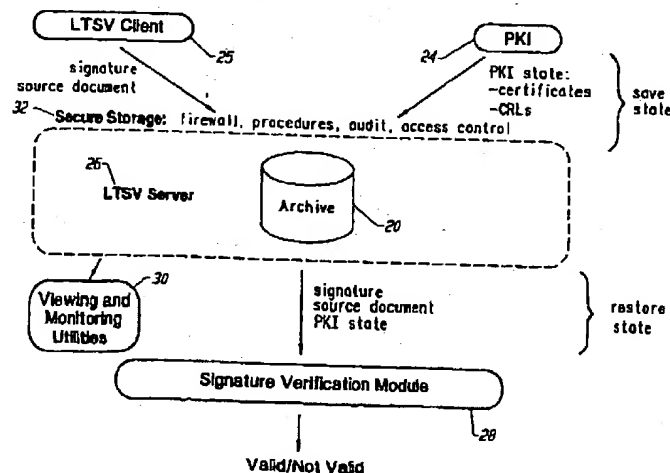 LTSV Client
25
24
PKI
signature
source document
PKI state:
-certificates
-CRLs
save
state
32
Secure Storage: firewall, procedures, audit, access control
26
LTSV Server
Archive
20
30
Viewing and
Monitoring
Utilities
signature
source document
PKI state
restore
state
Signature Verification Module
28
Valid/Not Valid